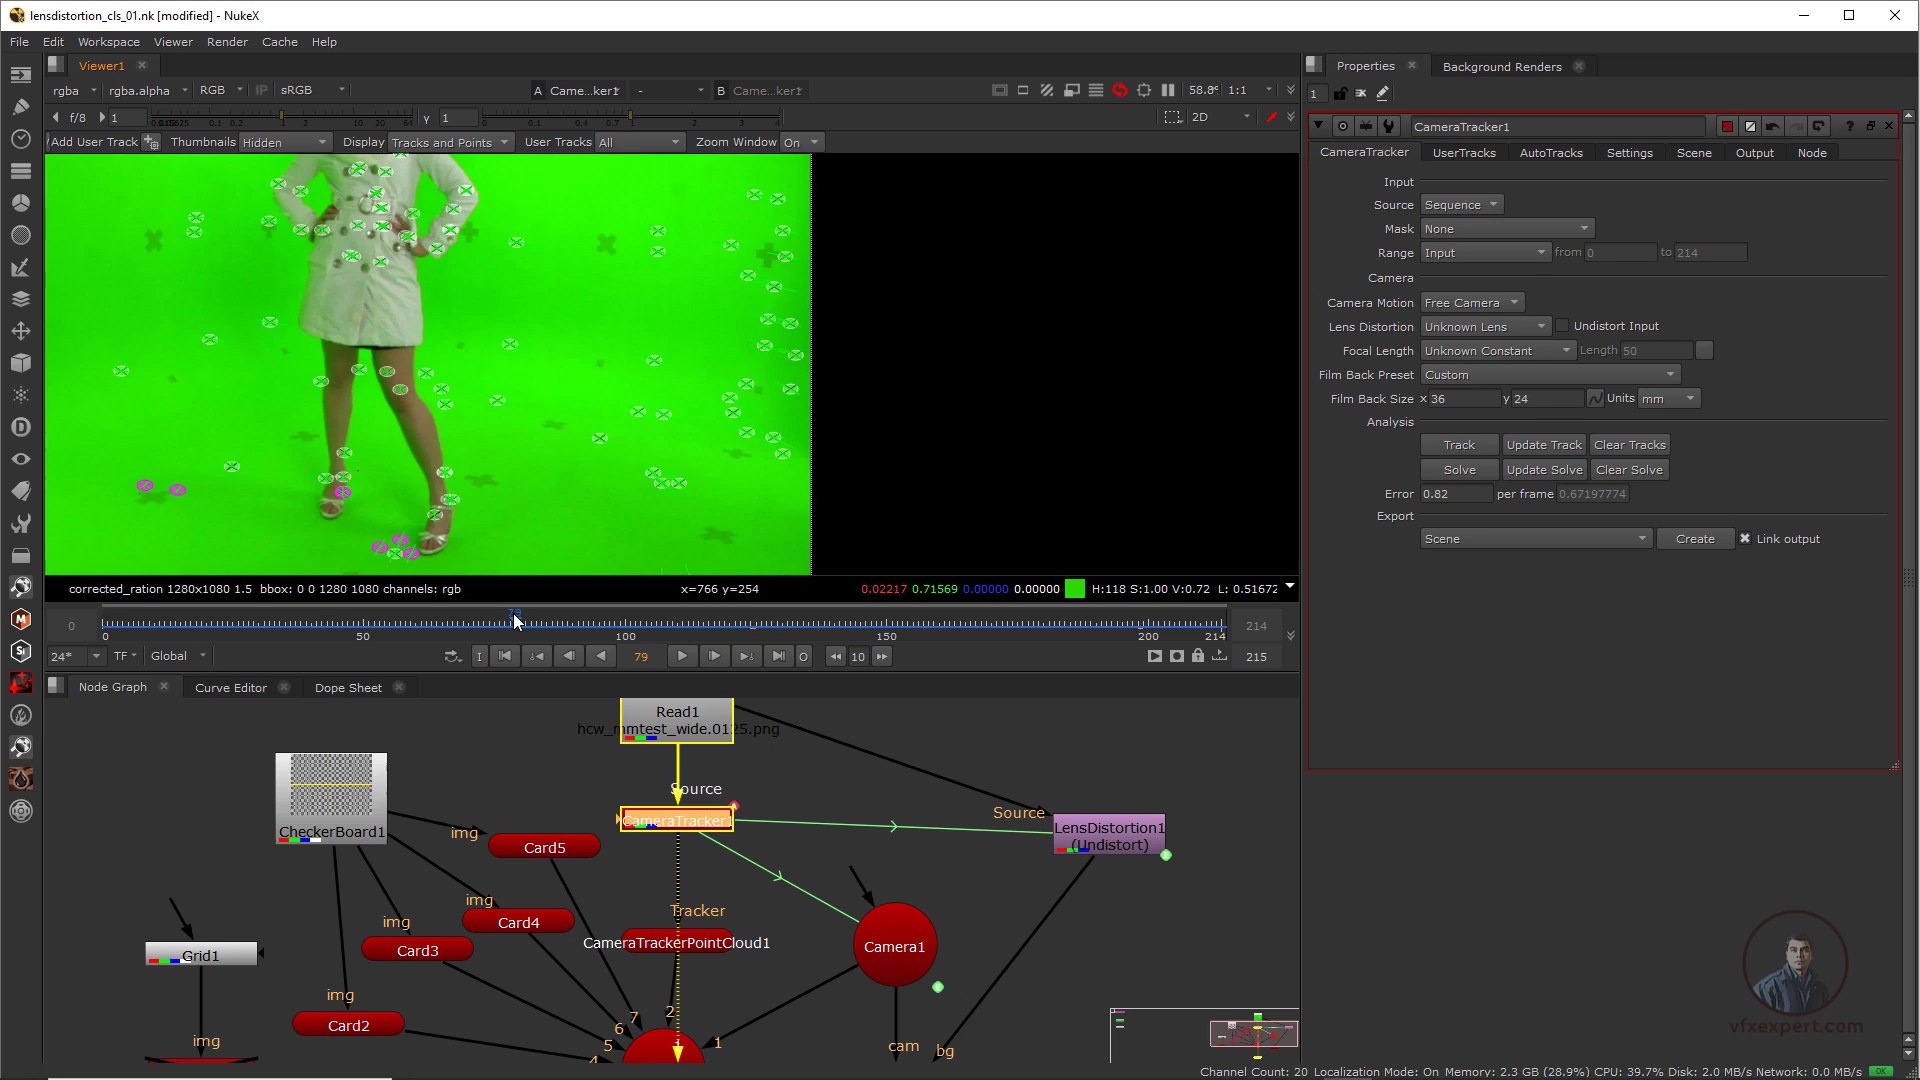 lensdistortion_cls_01.nk [modified] - NukeX
File Edit Workspace Viewer Render Cache Help
Viewer1
rgba rgba.alpha RGB IP sRGB A Came...ker1 - B Came...ker1 58.8% 1:1
f/8 1 y 1 2D
Add User Track Thumbnails Hidden Display Tracks and Points User Tracks All Zoom Window On
corrected_ration 1280x1080 1.5 bbox: 0 0 1280 1080 channels: rgb x=766 y=254 0.02217 0.71569 0.00000 0.00000 H:118 S:1.00 V:0.72 L: 0.51672
79
0 0 50 100 150 200 214 214
24* TF Global I 79 O 10 215
Node Graph Curve Editor Dope Sheet
Read1
hcw_mmtest_wide.0125.png
Source
CameraTracker1
Source
LensDistortion1
(Undistort)
CheckerBoard1
img
Card5
img
Card4
img
Card3
Tracker
CameraTrackerPointCloud1
Camera1
Grid1
img
Card2
img
7
6
5
4
2
1
1
cam
bg
Properties Background Renders
1
CameraTracker1
CameraTracker UserTracks AutoTracks Settings Scene Output Node
Input
Source Sequence
Mask None
Range Input from 0 to 214
Camera
Camera Motion Free Camera
Lens Distortion Unknown Lens Undistort Input
Focal Length Unknown Constant Length 50
Film Back Preset Custom
Film Back Size x 36 y 24 Units mm
Analysis
Track Update Track Clear Tracks
Solve Update Solve Clear Solve
Error 0.82 per frame 0.67197774
Export
Scene Create Link output
vfxexpert.com
Channel Count: 20 Localization Mode: On Memory: 2.3 GB (28.9%) CPU: 39.7% Disk: 2.0 MB/s Network: 0.0 MB/s OK